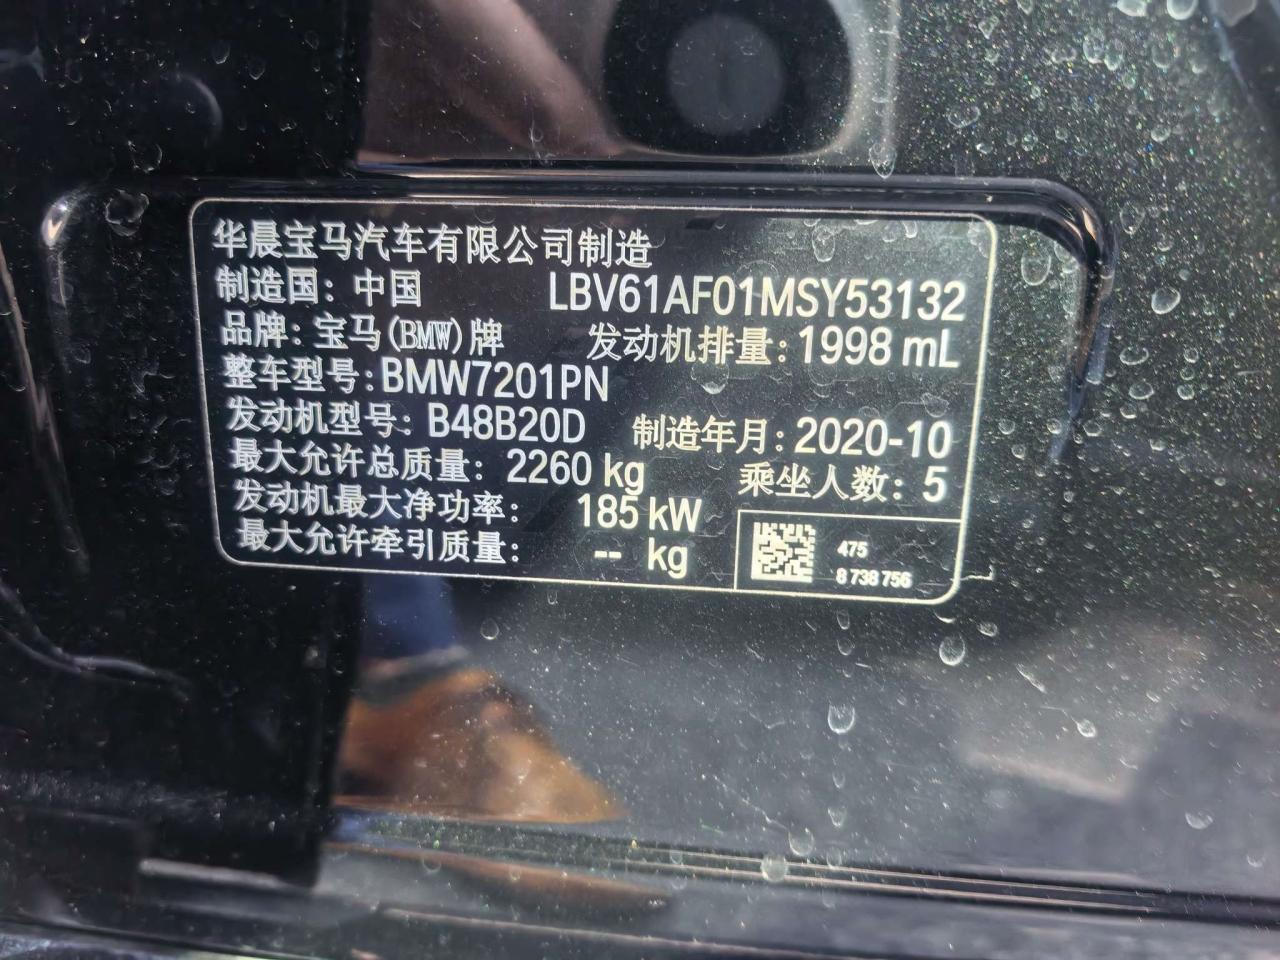 华晨宝马汽车有限公司制造
制造国: 中国 LBV61AF01MSY53132
品牌: 宝马(BMW)牌 发动机排量: 1998 mL
整车型号: BMW7201PN
发动机型号: B48B20D 制造年月: 2020-10
最大允许总质量: 2260 kg 乘坐人数: 5
发动机最大净功率: 185 kW
最大允许牵引质量: -- kg
475
8 738 756